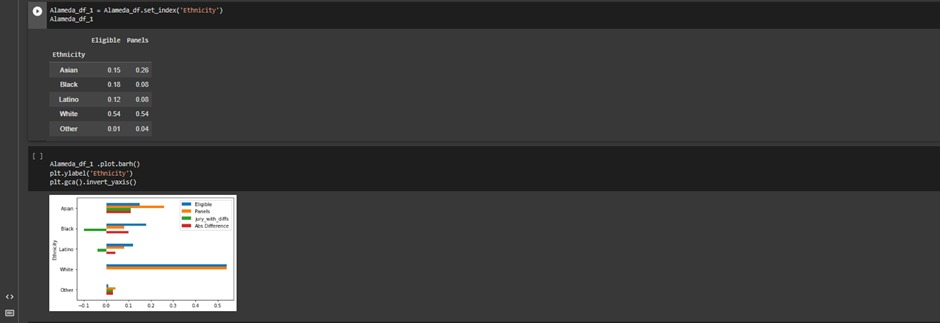 Alameda_df_1 = Alameda_df.set_index('Ethnicity')
Alameda_df_1
Eligible Panels
Ethnicity
Asian 0.15 0.26
Black 0.18 0.08
Latino 0.12 0.08
White 0.54 0.54
Other 0.01 0.04
[ ]
Alameda_df_1 .plot.barh()
plt.ylabel('Ethnicity')
plt.gca().invert_yaxis()
Eligible
Panels
jury_with_diffs
Abs Difference
Ethnicity
Asian
Black
Latino
White
Other
−0.1 0.0 0.1 0.2 0.3 0.4 0.5